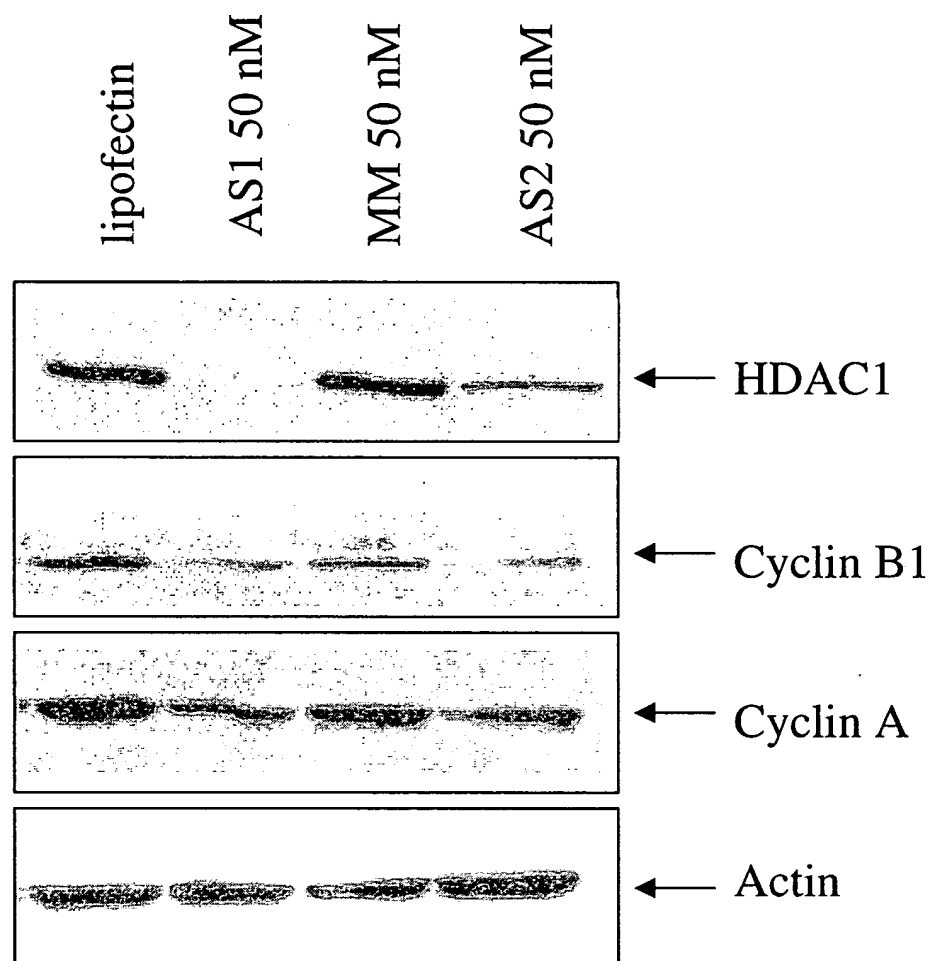 lipofectin
AS1 50 nM
MM 50 nM
AS2 50 nM
HDAC1
Cyclin B1
Cyclin A
Actin